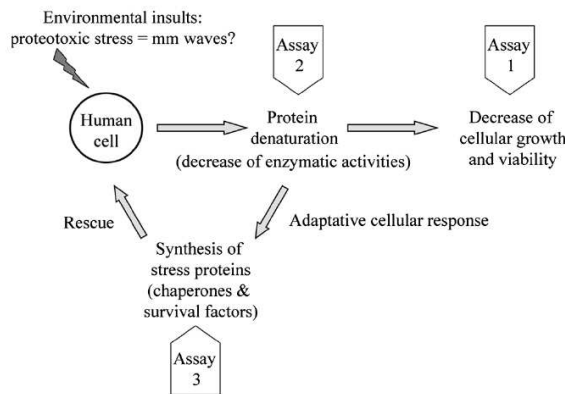 Environmental insults:
proteotoxic stress = mm waves?
Assay
2
Assay
1
Human
cell
Protein
denaturation
(decrease of enzymatic activities)
Decrease of
cellular growth
and viability
Rescue
Adaptative cellular response
Synthesis of
stress proteins
(chaperones &
survival factors)
Assay
3